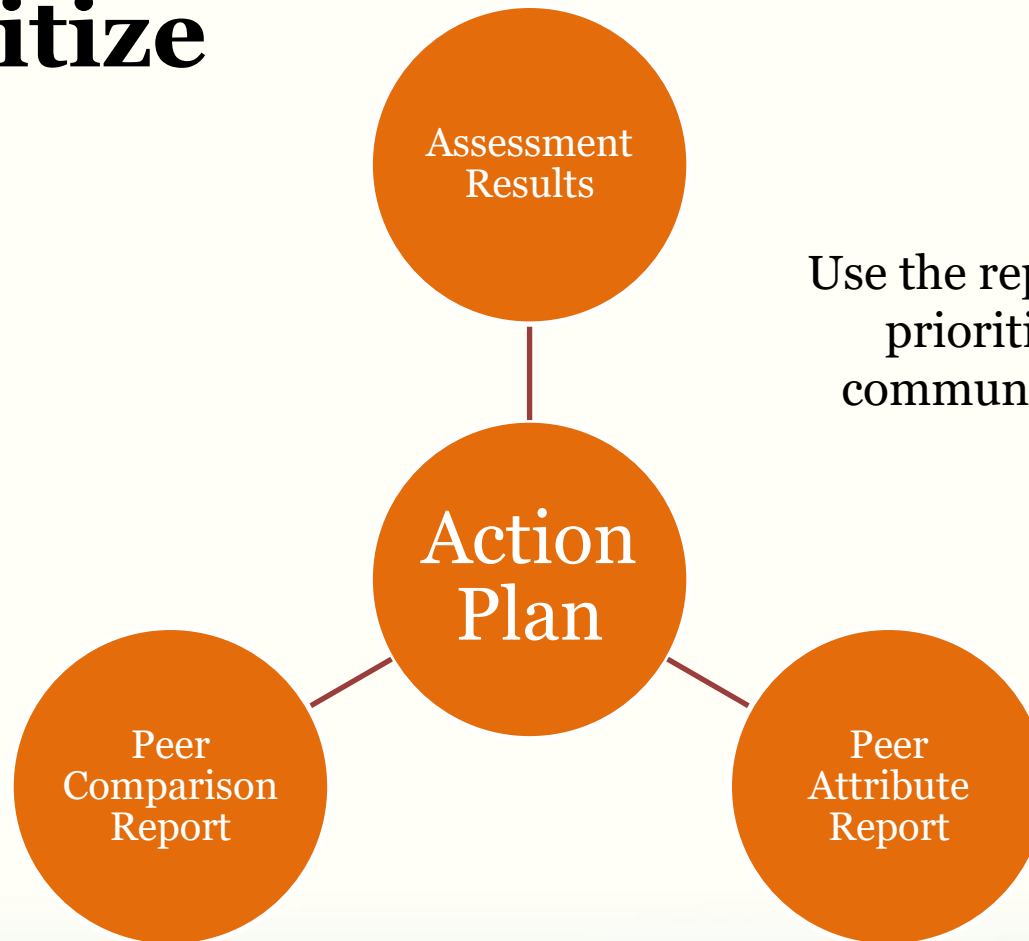 itize
Assessment
Results
Use the rep
prioriti
commun
Action
Plan
Peer
Comparison
Report
Peer
Attribute
Report